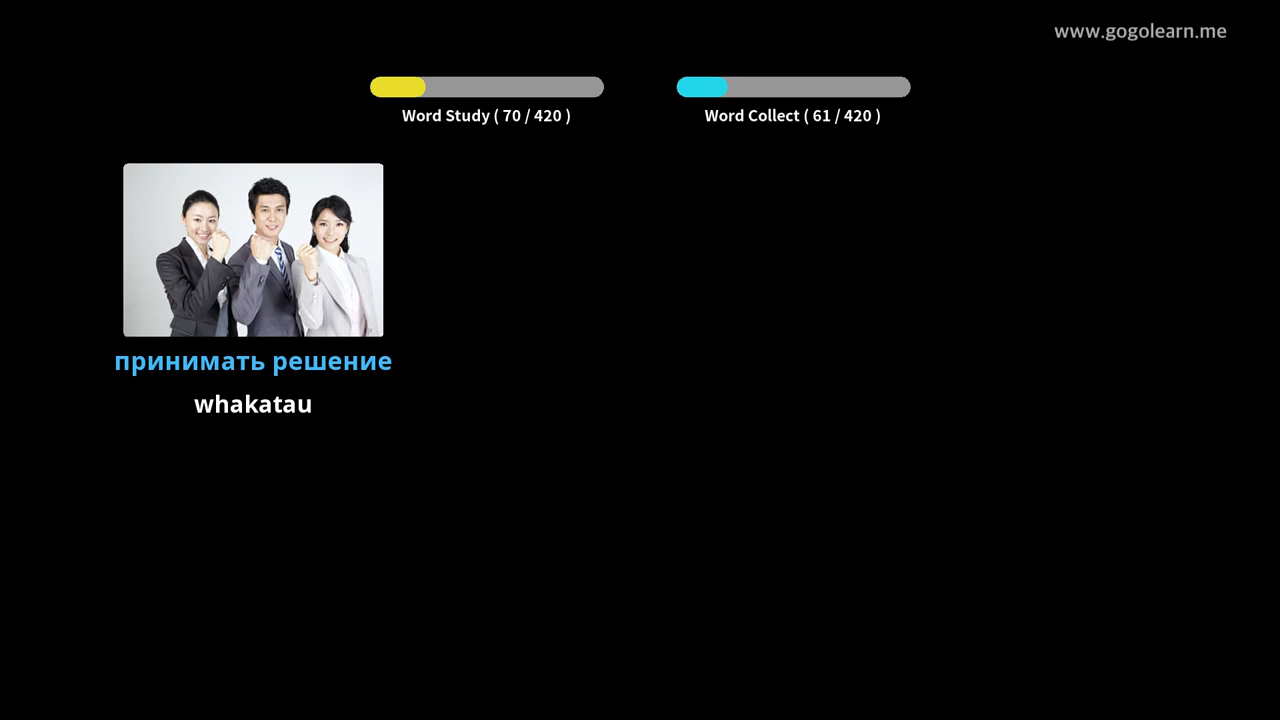 www.gogolearn.me
Word Study ( 70 / 420 )
Word Collect ( 61 / 420 )
принимать решение
whakatau